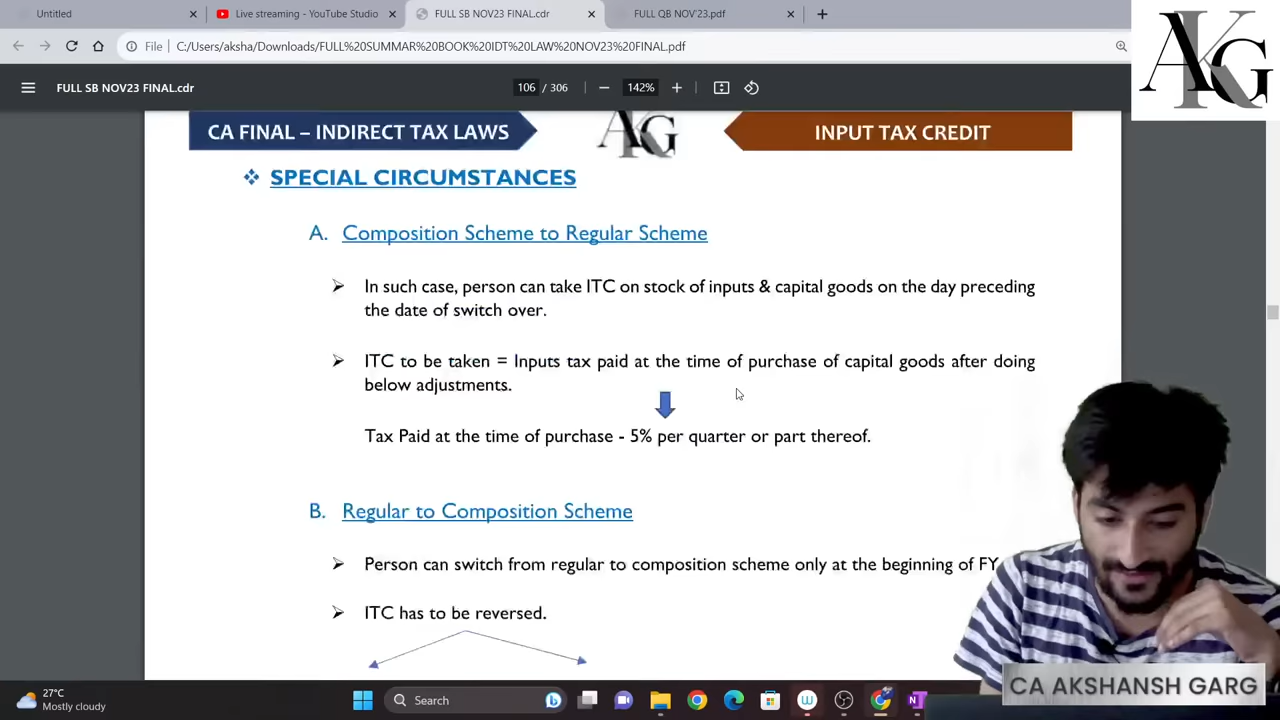 Untitled
Live streaming - YouTube Studio
FULL SB NOV23 FINAL.cdr
FULL QB NOV'23.pdf
File
C:/Users/aksha/Downloads/FULL%20SUMMAR%20BOOK%20IDT%20LAW%20NOV23%20FINAL.pdf
AKG
FULL SB NOV23 FINAL.cdr
106 / 306
142%
CA FINAL – INDIRECT TAX LAWS
AKG
INPUT TAX CREDIT
❖ SPECIAL CIRCUMSTANCES
A. Composition Scheme to Regular Scheme
➢ In such case, person can take ITC on stock of inputs & capital goods on the day preceding
the date of switch over.
➢ ITC to be taken = Inputs tax paid at the time of purchase of capital goods after doing
below adjustments.
Tax Paid at the time of purchase - 5% per quarter or part thereof.
B. Regular to Composition Scheme
➢ Person can switch from regular to composition scheme only at the beginning of FY
➢ ITC has to be reversed.
CA AKSHANSH GARG
27°C
Mostly cloudy
Search